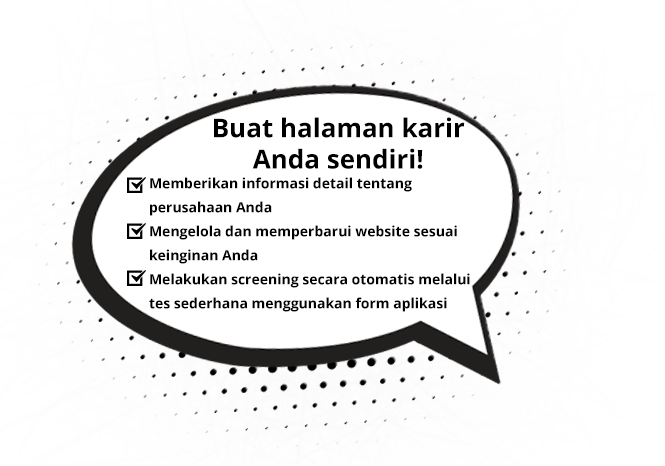 Buat halaman karir
Anda sendiri!
Memberikan informasi detail tentang
perusahaan Anda
Mengelola dan memperbarui website sesuai
keinginan Anda
Melakukan screening secara otomatis melalui
tes sederhana menggunakan form aplikasi